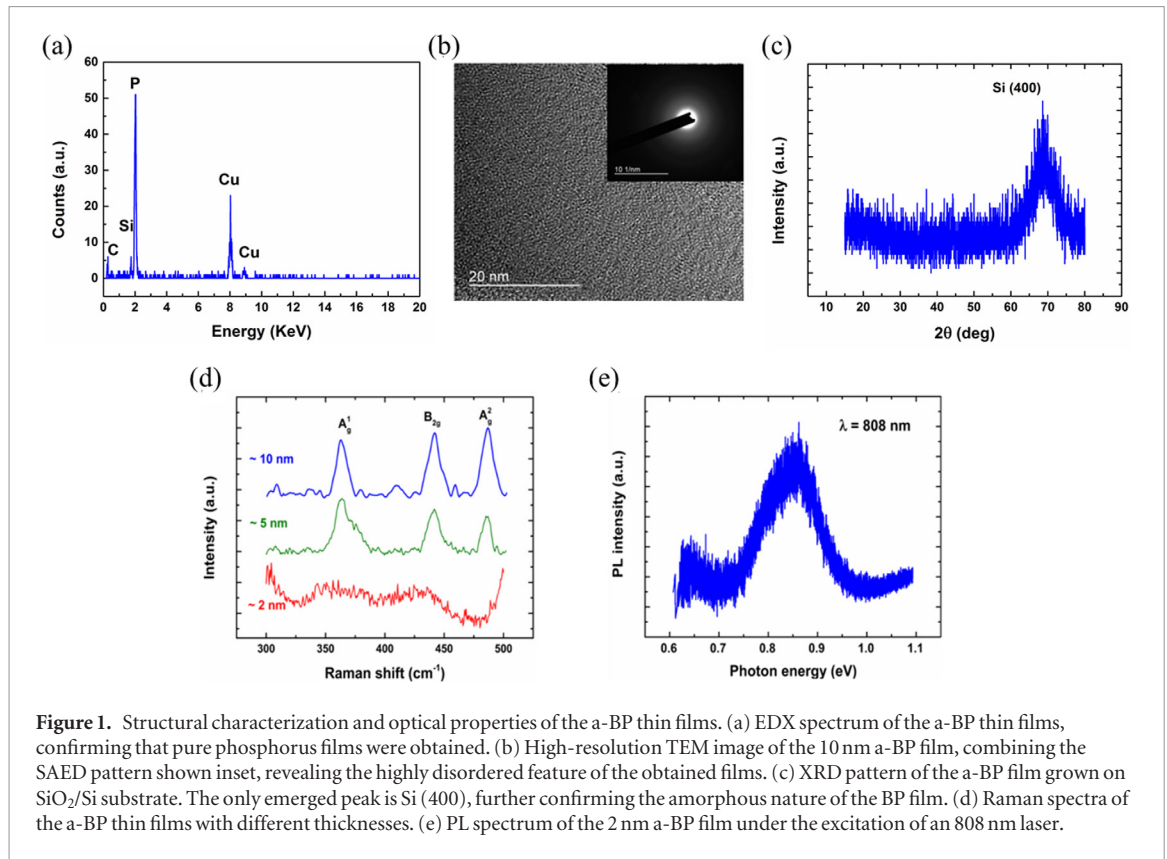 (a)
60
50
40
30
20
10
0
Counts (a.u.)
P
Si
C
Cu
Cu
0 2 4 6 8 10 12 14 16 18 20
Energy (KeV)
(b)
10 1/nm
20 nm
(c)
Intensity (a.u.)
Si (400)
10 20 30 40 50 60 70 80 90
2θ (deg)
(d)
Intensity (a.u.)
A¹g B2g A²g
~ 10 nm
~ 5 nm
~ 2 nm
300 350 400 450 500
Raman shift (cm⁻¹)
(e)
PL intensity (a.u.)
λ = 808 nm
0.6 0.7 0.8 0.9 1.0 1.1
Photon energy (eV)
Figure 1. Structural characterization and optical properties of the a-BP thin films. (a) EDX spectrum of the a-BP thin films,
confirming that pure phosphorus films were obtained. (b) High-resolution TEM image of the 10 nm a-BP film, combining the
SAED pattern shown inset, revealing the highly disordered feature of the obtained films. (c) XRD pattern of the a-BP film grown on
SiO₂/Si substrate. The only emerged peak is Si (400), further confirming the amorphous nature of the BP film. (d) Raman spectra of
the a-BP thin films with different thicknesses. (e) PL spectrum of the 2 nm a-BP film under the excitation of an 808 nm laser.